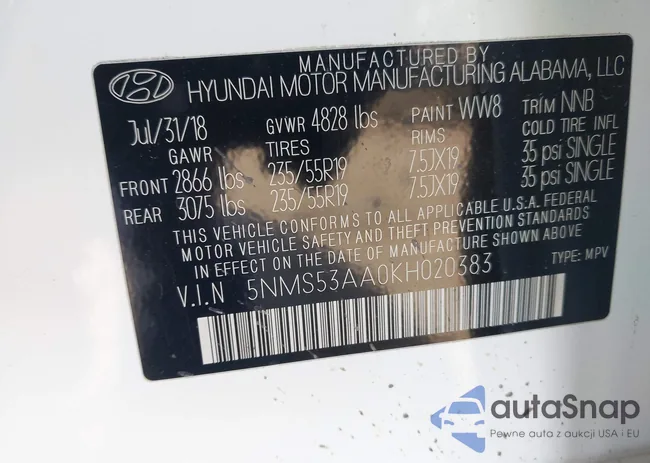 MANUFACTURED BY
HYUNDAI MOTOR MANUFACTURING ALABAMA, LLC
Jul/31/18 GVWR 4828 lbs PAINT WW8 TRIM NNB
GAWR TIRES RIMS COLD TIRE INFL
FRONT 2866 lbs 235/55R19 7.5JX19 35 psi SINGLE
REAR 3075 lbs 235/55R19 7.5JX19 35 psi SINGLE
THIS VEHICLE CONFORMS TO ALL APPLICABLE U.S.A. FEDERAL
MOTOR VEHICLE SAFETY AND THEFT PREVENTION STANDARDS
IN EFFECT ON THE DATE OF MANUFACTURE SHOWN ABOVE
V.I.N 5NMS53AA0KH020383 TYPE: MPV
autaSnap
Pewne auta z aukcji USA i EU